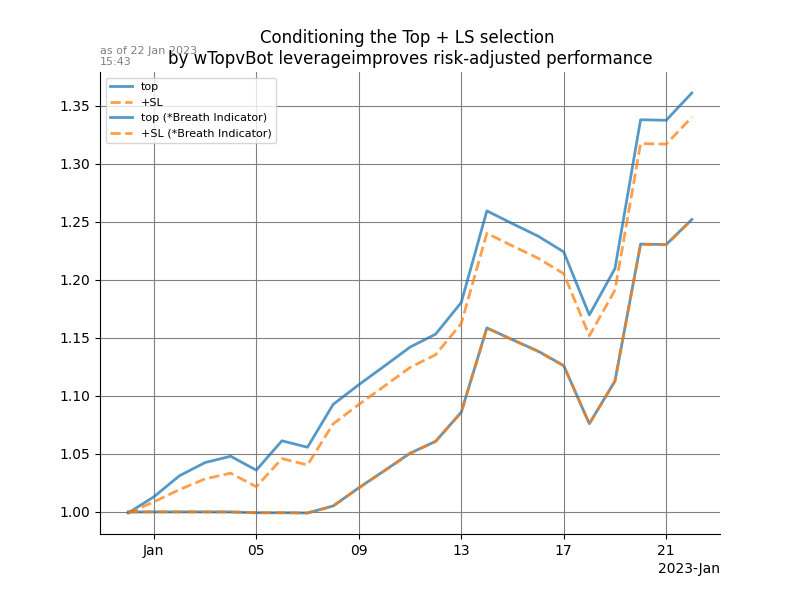 Conditioning the Top + LS selection
by wTopvBot leverageimproves risk-adjusted performance
as of 22 Jan 2023
15:43
top
+SL
top (*Breath Indicator)
+SL (*Breath Indicator)
1.35
1.30
1.25
1.20
1.15
1.10
1.05
1.00
Jan 05 09 13 17 21
2023-Jan